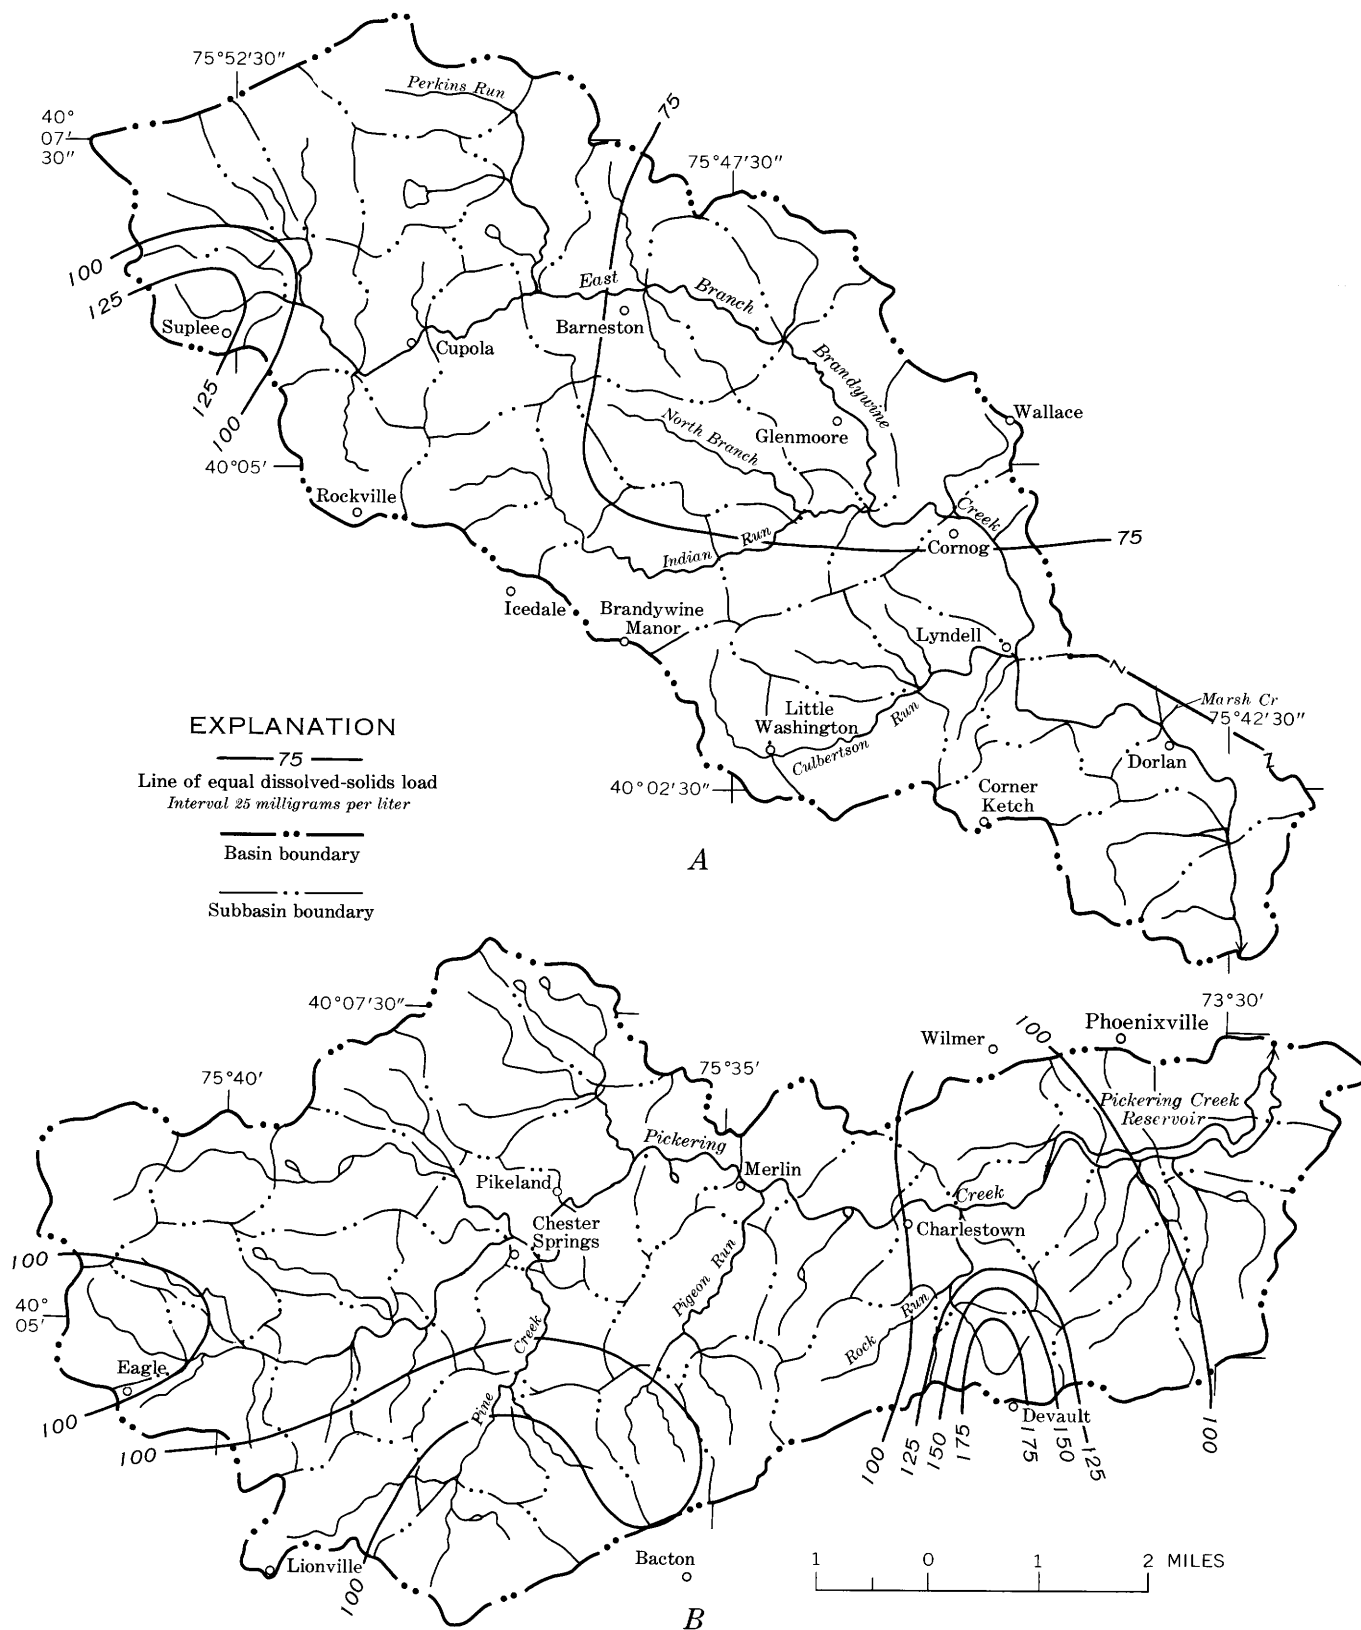 75°52'30"
Perkins Run
75
40°
07'
30"
75°47'30"
100
125
East
Branch
Suplee
Barneston
Cupola
Brandywine
125
100
North Branch
Glenmoore
Wallace
40°05'
Rockville
Creek
Run
Indian
Cornog
75
Icedale
Brandywine
Manor
Lyndell
Z
Marsh Cr
75°42'30"
Little
Washington
Run
Culbertson
Dorlan
Z
40°02'30"
Corner
Ketch
EXPLANATION
75
Line of equal dissolved-solids load
Interval 25 milligrams per liter
Basin boundary
Subbasin boundary
A
40°07'30"
73°30'
100
Phoenixville
Wilmer
75°40'
75°35'
Pickering Creek
Reservoir
Pickering
Merlin
Pikeland
Creek
Chester
Springs
Charlestown
100
Pigeon Run
40°
05'
Creek
Rock
Run
Eagle
Pine
100
100
Devault
100
125
150
175
175
150
125
100
Lionville
100
Bacton
1
0
1
2 MILES
B